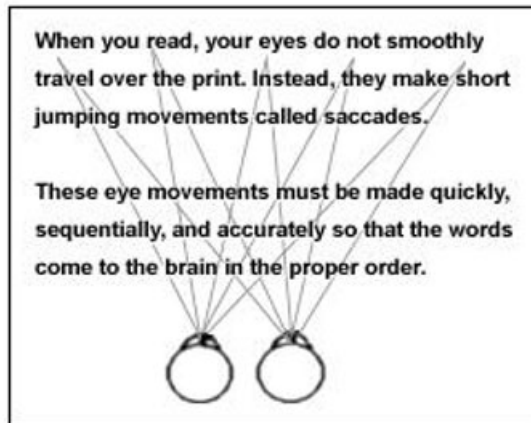 When you read, your eyes do not smoothly
travel over the print. Instead, they make short
jumping movements called saccades.
These eye movements must be made quickly,
sequentially, and accurately so that the words
come to the brain in the proper order.